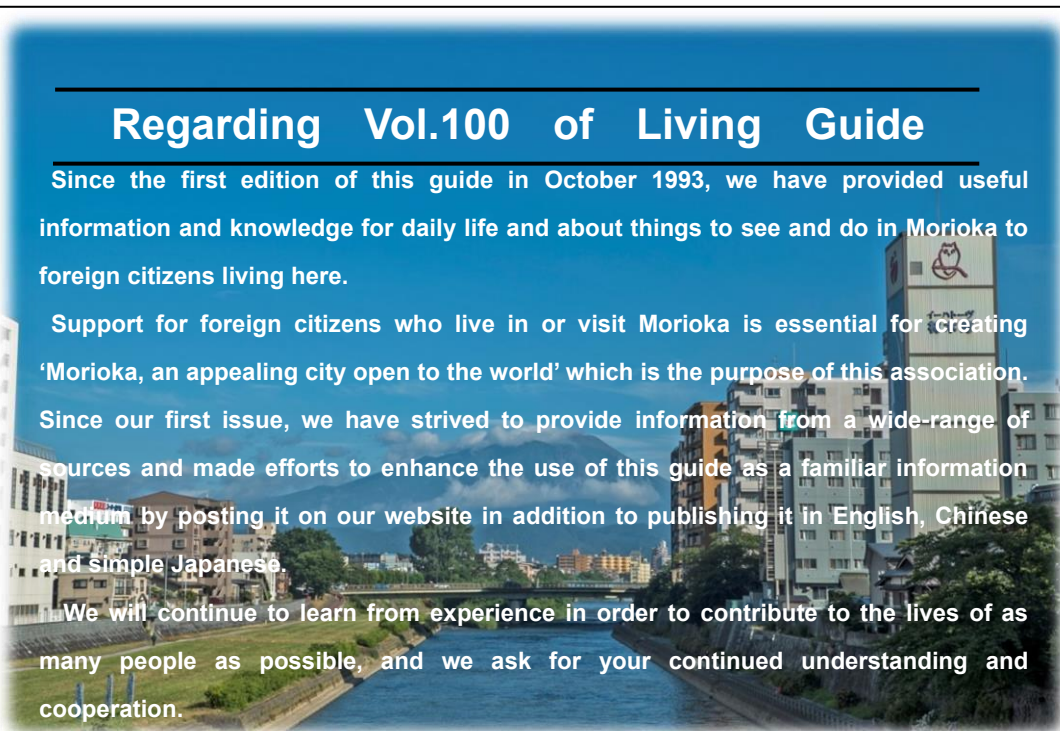 Regarding Vol.100 of Living Guide
Since the first edition of this guide in October 1993, we have provided useful
information and knowledge for daily life and about things to see and do in Morioka to
foreign citizens living here.
Support for foreign citizens who live in or visit Morioka is essential for creating
‘Morioka, an appealing city open to the world’ which is the purpose of this association.
Since our first issue, we have strived to provide information from a wide-range of
sources and made efforts to enhance the use of this guide as a familiar information
medium by posting it on our website in addition to publishing it in English, Chinese
and simple Japanese.
We will continue to learn from experience in order to contribute to the lives of as
many people as possible, and we ask for your continued understanding and
cooperation.